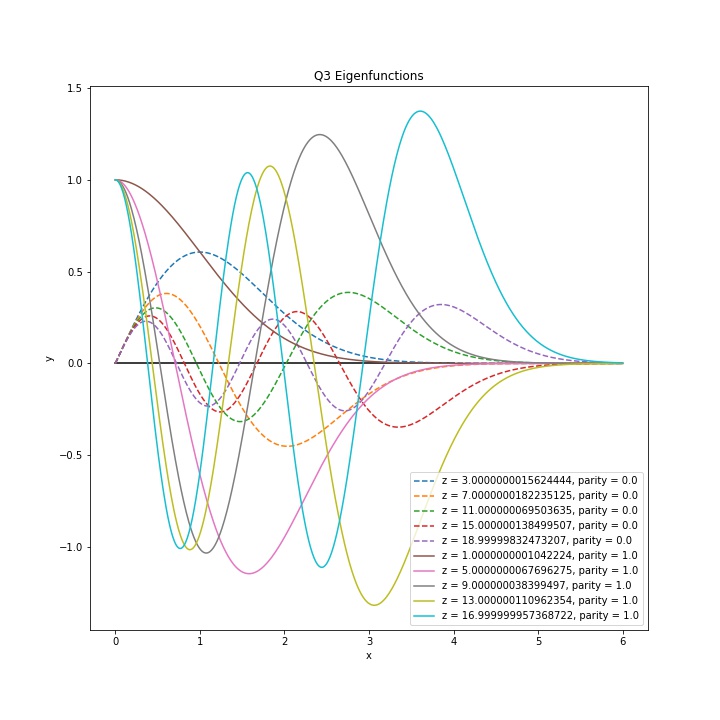 Q3 Eigenfunctions
1.5
1.0
0.5
0.0
−0.5
−1.0
y
0 1 2 3 4 5 6
x
z = 3.0000000015624444, parity = 0.0
z = 7.0000000182235125, parity = 0.0
z = 11.000000069503635, parity = 0.0
z = 15.000000138499507, parity = 0.0
z = 18.99999832473207, parity = 0.0
z = 1.0000000001042224, parity = 1.0
z = 5.0000000067696275, parity = 1.0
z = 9.000000038399497, parity = 1.0
z = 13.000000110962354, parity = 1.0
z = 16.999999957368722, parity = 1.0